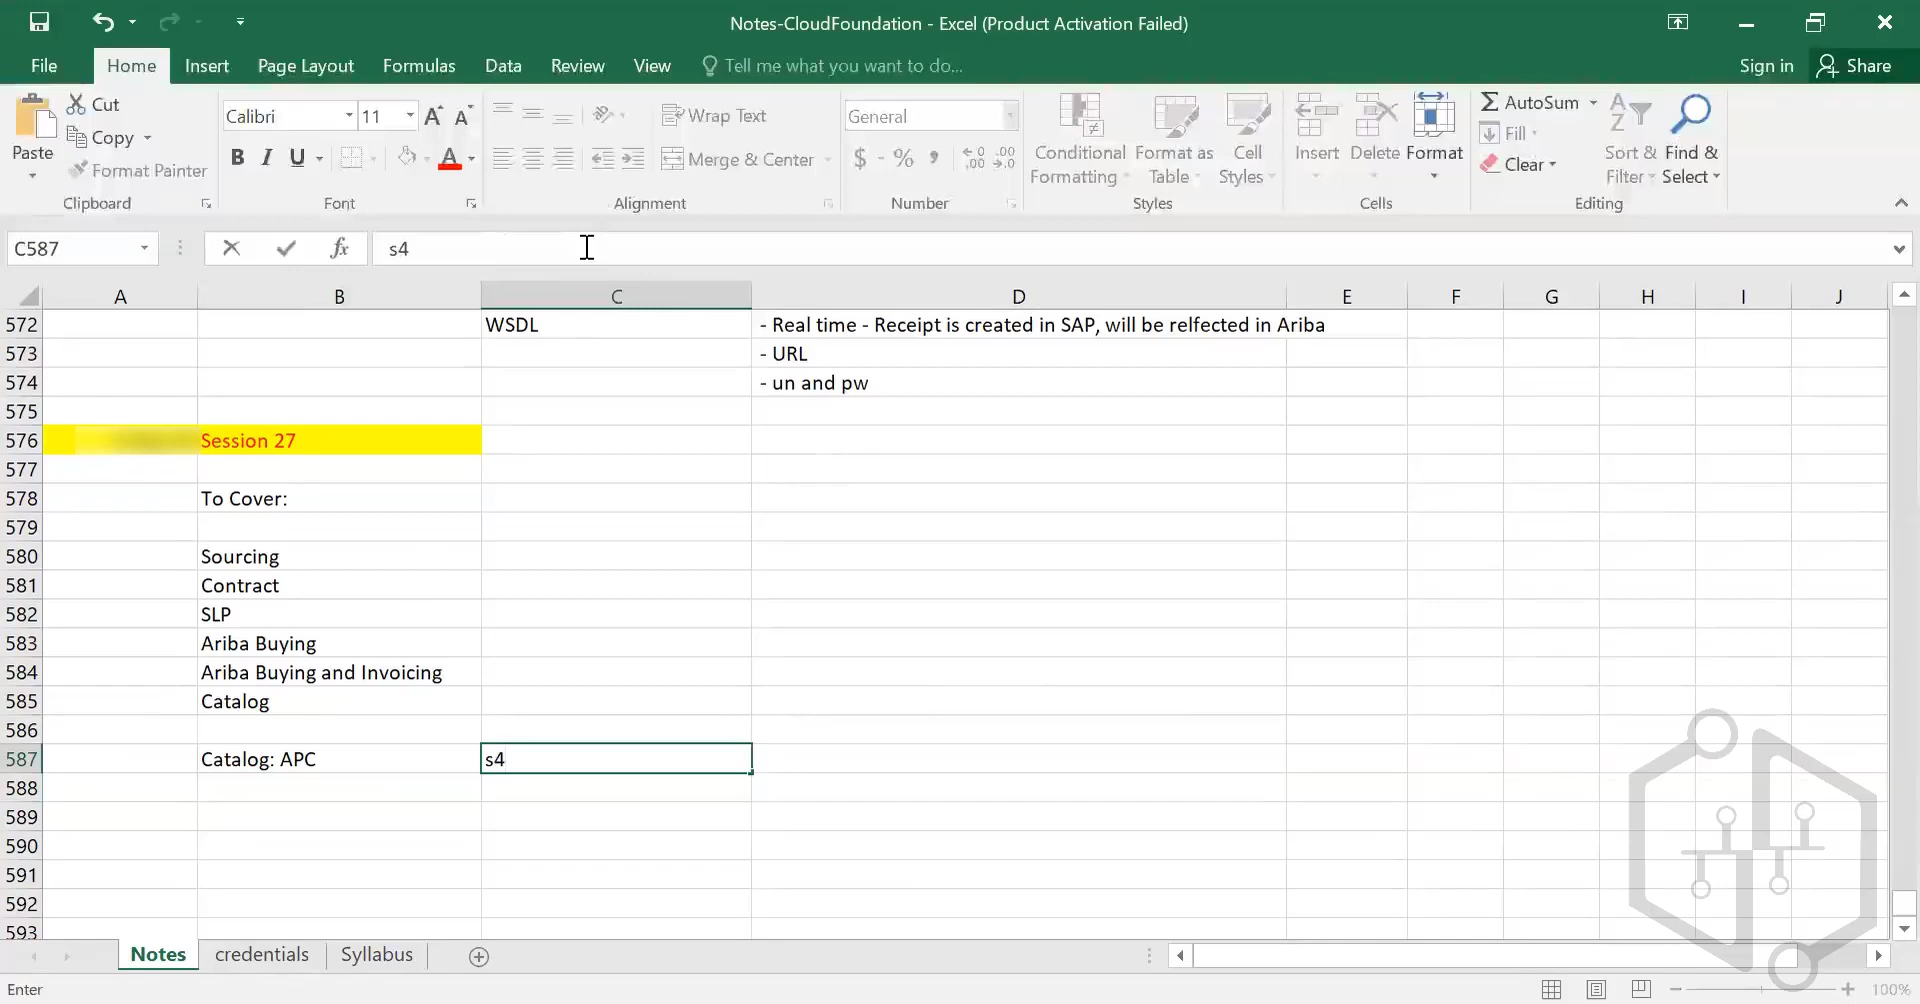 Notes-CloudFoundation - Excel (Product Activation Failed)
File Home Insert Page Layout Formulas Data Review View Tell me what you want to do... Sign in Share
Paste Cut Copy Format Painter Clipboard
Calibri 11 A A B I U A Font
Wrap Text Merge & Center Alignment
General $ % , ←0 .00 .00 →.0 Number
Conditional Formatting Format as Table Cell Styles Styles
Insert Delete Format Cells
AutoSum Fill Clear Sort & Filter Find & Select Editing
C587 fx s4
A B C D E F G H I J
572 WSDL - Real time - Receipt is created in SAP, will be relfected in Ariba
573 - URL
574 - un and pw
575
576 Session 27
577
578 To Cover:
579
580 Sourcing
581 Contract
582 SLP
583 Ariba Buying
584 Ariba Buying and Invoicing
585 Catalog
586
587 Catalog: APC s4
588
589
590
591
592
593
Notes credentials Syllabus
Enter 100%